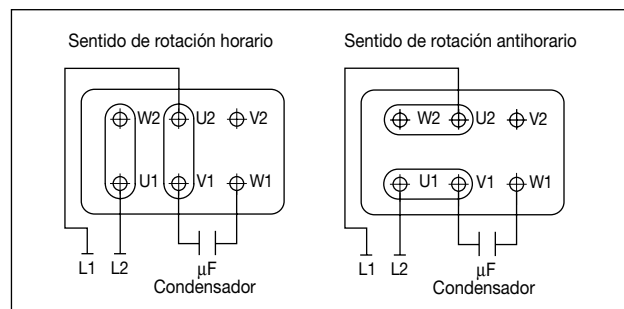 Sentido de rotación horario
Sentido de rotación antihorario
W2 U2 V2
W2 U2 V2
U1 V1 W1
U1 V1 W1
L1 L2 µF
L1 L2 µF
Condensador
Condensador